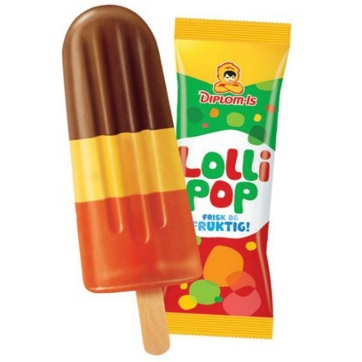 DIPLOM-IS
LOLLI
POP
FRISK OG
FRUKTIG!